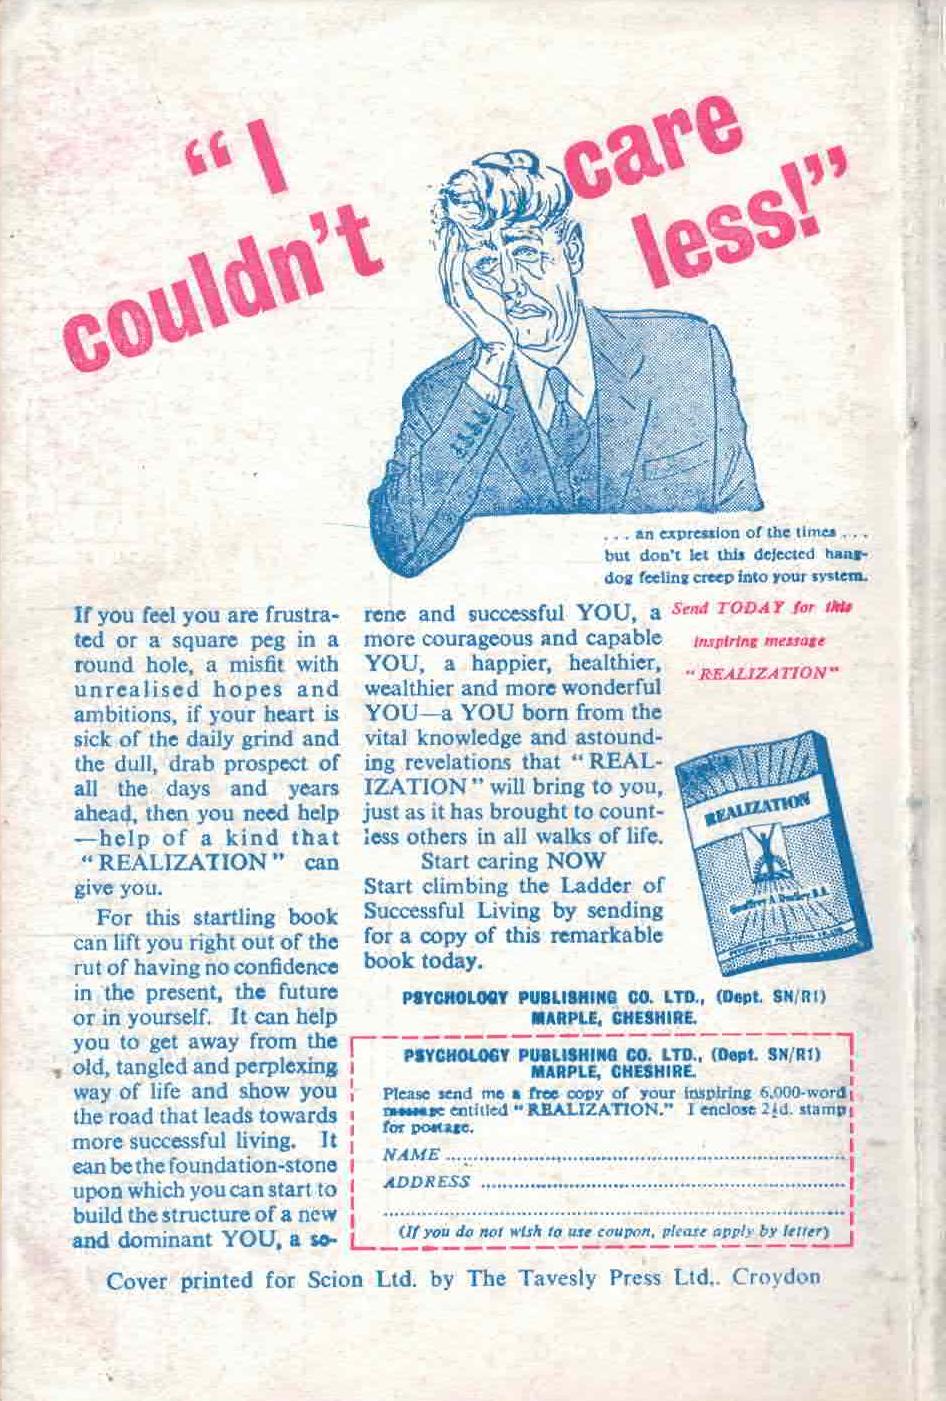 "I
couldn't
care
less!"
... an expression of the times ...
but don't let this dejected hang-
dog feeling creep into your system.
If you feel you are frustra-
ted or a square peg in a
round hole, a misfit with
unrealised hopes and
ambitions, if your heart is
sick of the daily grind and
the dull, drab prospect of
all the days and years
ahead, then you need help
—help of a kind that
"REALIZATION" can
give you.
For this startling book
can lift you right out of the
rut of having no confidence
in the present, the future
or in yourself. It can help
you to get away from the
old, tangled and perplexing
way of life and show you
the road that leads towards
more successful living. It
can be the foundation-stone
upon which you can start to
build the structure of a new
and dominant YOU, a se-
rene and successful YOU, a
more courageous and capable
YOU, a happier, healthier,
wealthier and more wonderful
YOU—a YOU born from the
vital knowledge and astound-
ing revelations that "REAL-
IZATION" will bring to you,
just as it has brought to count-
less others in all walks of life.
Start caring NOW
Start climbing the Ladder of
Successful Living by sending
for a copy of this remarkable
book today.
Send TODAY for this
inspiring message
"REALIZATION"
REALIZATION
Geoffrey A Dudley B.A.
PSYCHOLOGY PUBLISHING CO. LTD., (Dept. SN/R1)
MARPLE, CHESHIRE.
PSYCHOLOGY PUBLISHING CO. LTD., (Dept. SN/R1)
MARPLE, CHESHIRE.
Please send me a free copy of your inspiring 6,000-word
message entitled "REALIZATION." I enclose 2½d. stamp
for postage.
NAME
ADDRESS
(If you do not wish to use coupon, please apply by letter)
Cover printed for Scion Ltd. by The Tavesly Press Ltd., Croydon